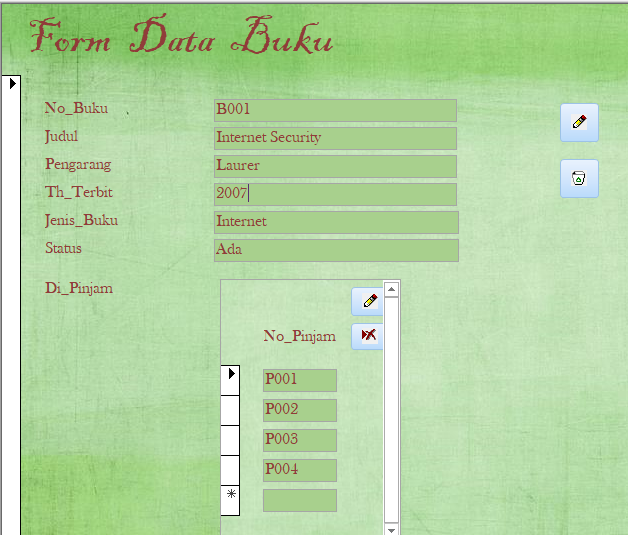 Form Data Buku
No_Buku B001
Judul Internet Security
Pengarang Laurer
Th_Terbit 2007
Jenis_Buku Internet
Status Ada
Di_Pinjam
No_Pinjam
P001
P002
P003
P004